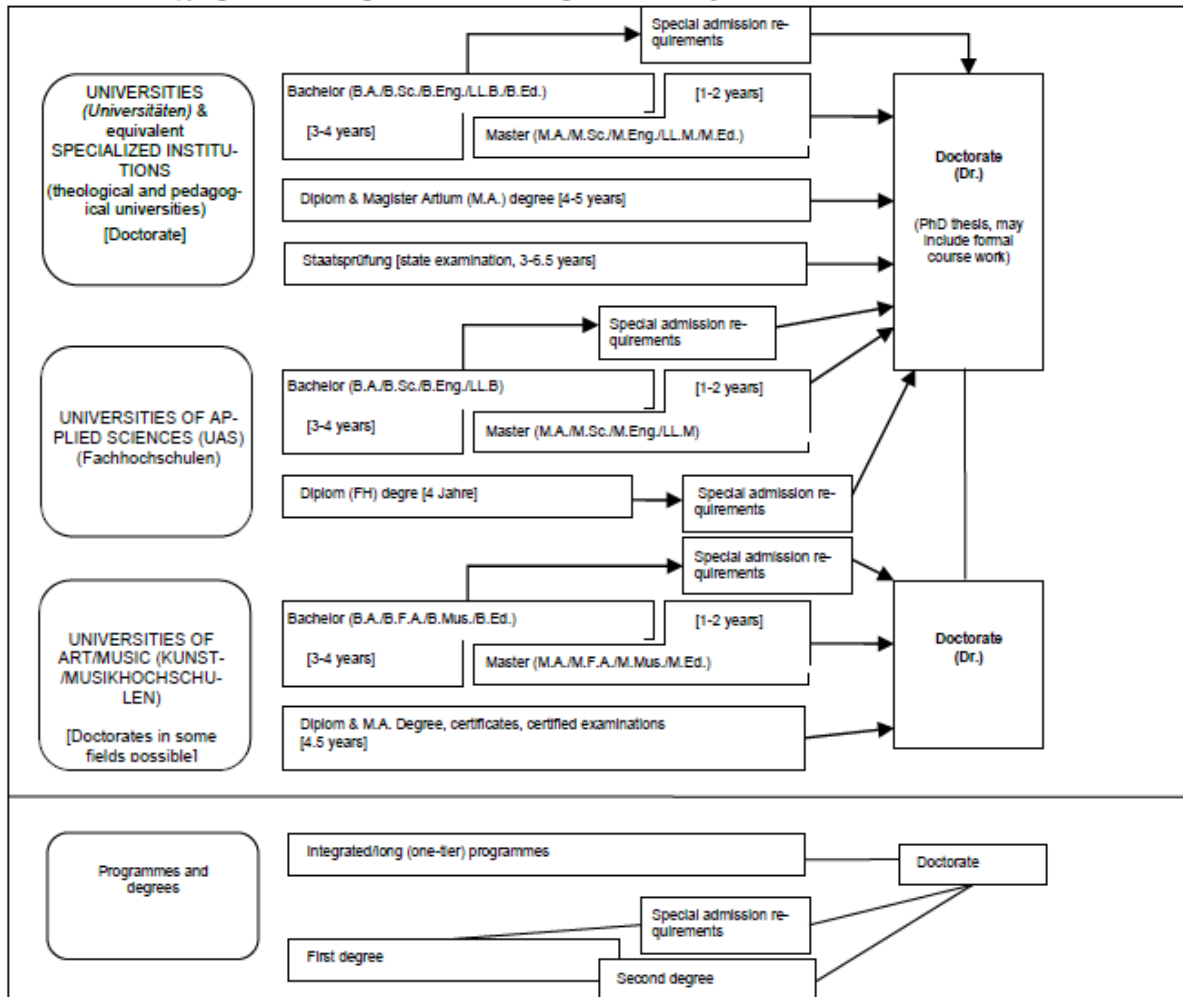 Special admission re-
quirements
UNIVERSITIES
(Universitäten) &
equivalent
SPECIALIZED INSTITU-
TIONS
(theological and pedagog-
ical universities)
[Doctorate]
Bachelor (B.A./B.Sc./B.Eng./LL.B./B.Ed.)
[1-2 years]
[3-4 years]
Master (M.A./M.Sc./M.Eng./LL.M./M.Ed.)
Diplom & Magister Artium (M.A.) degree [4-5 years]
Staatsprüfung [state examination, 3-6.5 years]
Doctorate
(Dr.)
(PhD thesis, may
include formal
course work)
UNIVERSITIES OF AP-
PLIED SCIENCES (UAS)
(Fachhochschulen)
Special admission re-
quirements
Bachelor (B.A./B.Sc./B.Eng./LL.B)
[1-2 years]
[3-4 years]
Master (M.A./M.Sc./M.Eng./LL.M)
Diplom (FH) degre [4 Jahre]
Special admission re-
quirements
UNIVERSITIES OF
ART/MUSIC (KUNST-
/MUSIKHOCHSCHU-
LEN)
[Doctorates in some
fields possible]
Special admission re-
quirements
Bachelor (B.A./B.F.A./B.Mus./B.Ed.)
[1-2 years]
[3-4 years]
Master (M.A./M.F.A./M.Mus./M.Ed.)
Diplom & M.A. Degree, certificates, certified examinations
[4.5 years]
Doctorate
(Dr.)
Programmes and
degrees
Integrated/long (one-tier) programmes
Doctorate
Special admission re-
quirements
First degree
Second degree